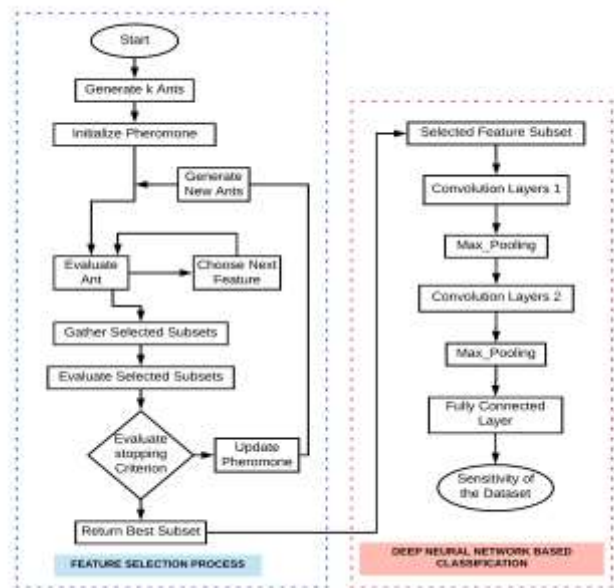 Start
Generate k Ants
Initialize Pheromone
Generate
New Ants
Evaluate
Ant
Choose Next
Feature
Gather Selected Subsets
Evaluate Selected Subsets
Evaluate
stopping
Criterion
Update
Pheromone
Return Best Subset
FEATURE SELECTION PROCESS
Selected Feature Subset
Convolution Layers 1
Max_Pooling
Convolution Layers 2
Max_Pooling
Fully Connected
Layer
Sensitivity of
the Dataset
DEEP NEURAL NETWORK BASED
CLASSIFICATION